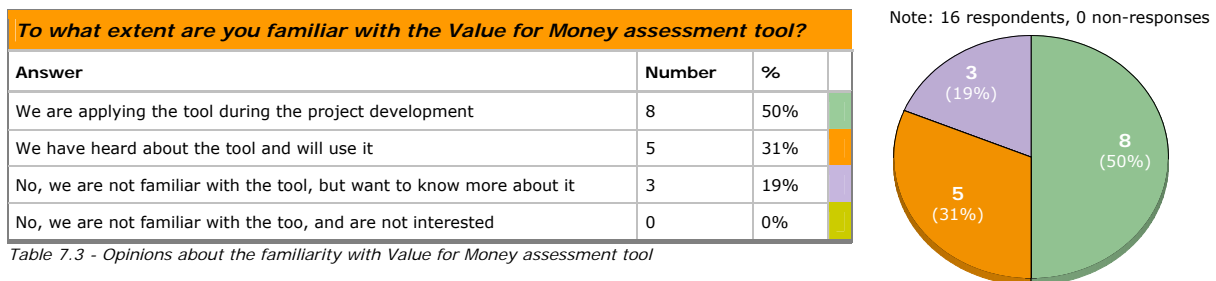 To what extent are you familiar with the Value for Money assessment tool?
Answer Number %
We are applying the tool during the project development 8 50%
We have heard about the tool and will use it 5 31%
No, we are not familiar with the tool, but want to know more about it 3 19%
No, we are not familiar with the too, and are not interested 0 0%
Table 7.3 - Opinions about the familiarity with Value for Money assessment tool
Note: 16 respondents, 0 non-responses
3
(19%)
8
(50%)
5
(31%)